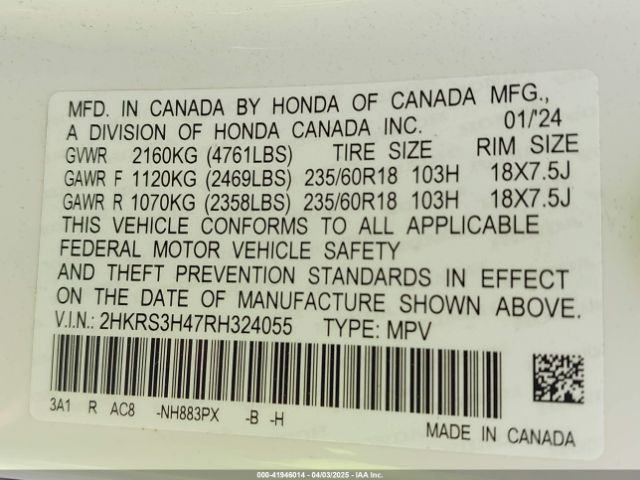 MFD. IN CANADA BY HONDA OF CANADA MFG.,
A DIVISION OF HONDA CANADA INC. 01/'24
GVWR 2160KG (4761LBS) TIRE SIZE RIM SIZE
GAWR F 1120KG (2469LBS) 235/60R18 103H 18X7.5J
GAWR R 1070KG (2358LBS) 235/60R18 103H 18X7.5J
THIS VEHICLE CONFORMS TO ALL APPLICABLE
FEDERAL MOTOR VEHICLE SAFETY
AND THEFT PREVENTION STANDARDS IN EFFECT
ON THE DATE OF MANUFACTURE SHOWN ABOVE.
V.I.N.: 2HKRS3H47RH324055 TYPE: MPV
3A1 R AC8 -NH883PX -B -H
MADE IN CANADA
000-41946014 - 04/03/2025 - IAA Inc.